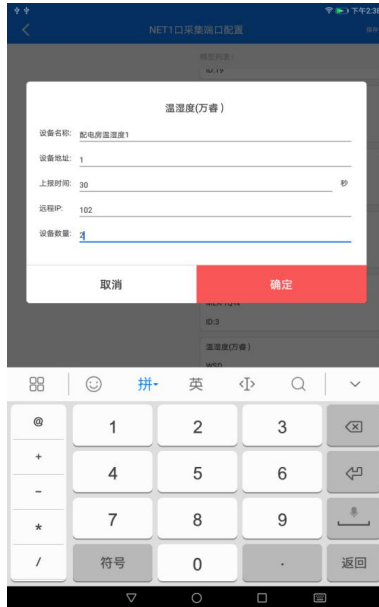 下午2:38
NET1口采集端口配置
温湿度(万睿）
设备名称: 配电房温湿度1
设备地址: 1
上报时间: 30 秒
远程IP: 102
设备数量: 2
取消 确定
ID:3
温湿度(万睿）
拼 英
@ 1 2 3
+
4 5 6
-
* 7 8 9
/ 符号 0 . 返回